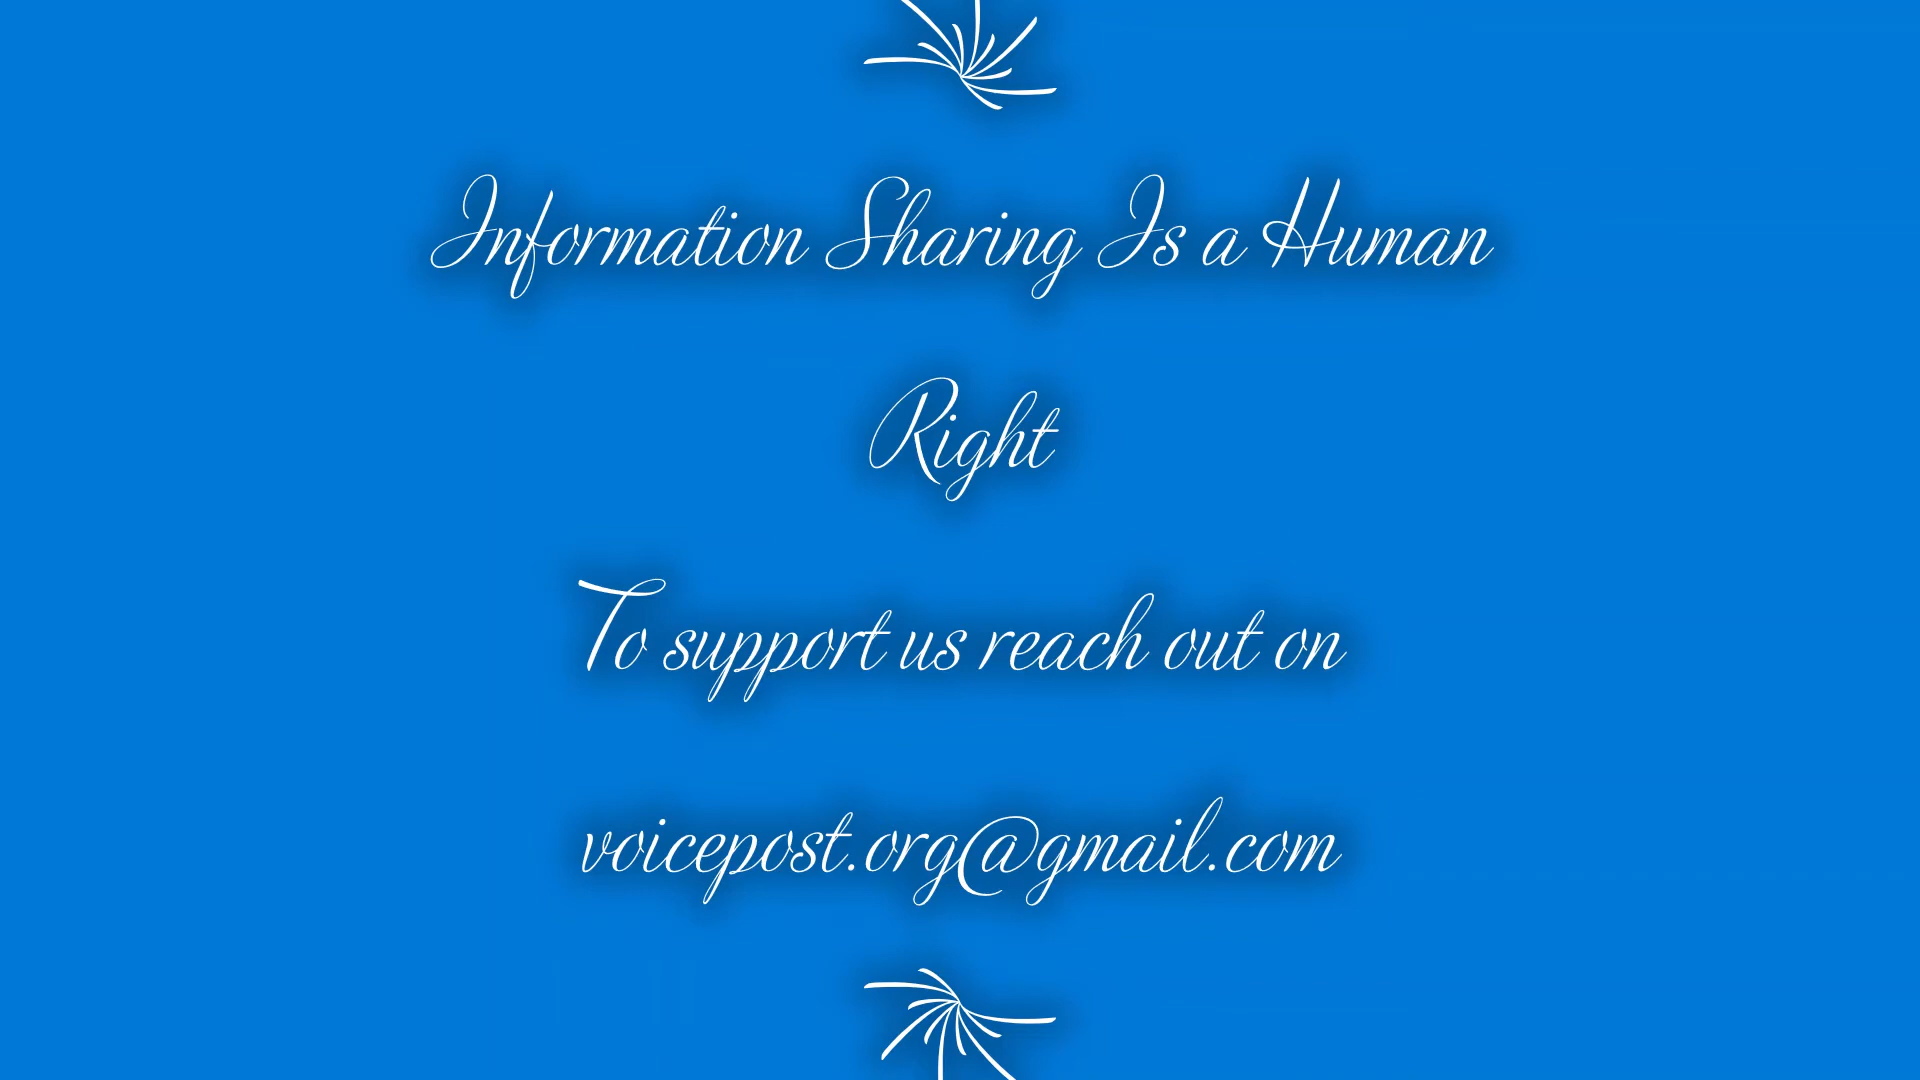 Information Sharing Is a Human
Right
To support us reach out on
voicepost.org@gmail.com